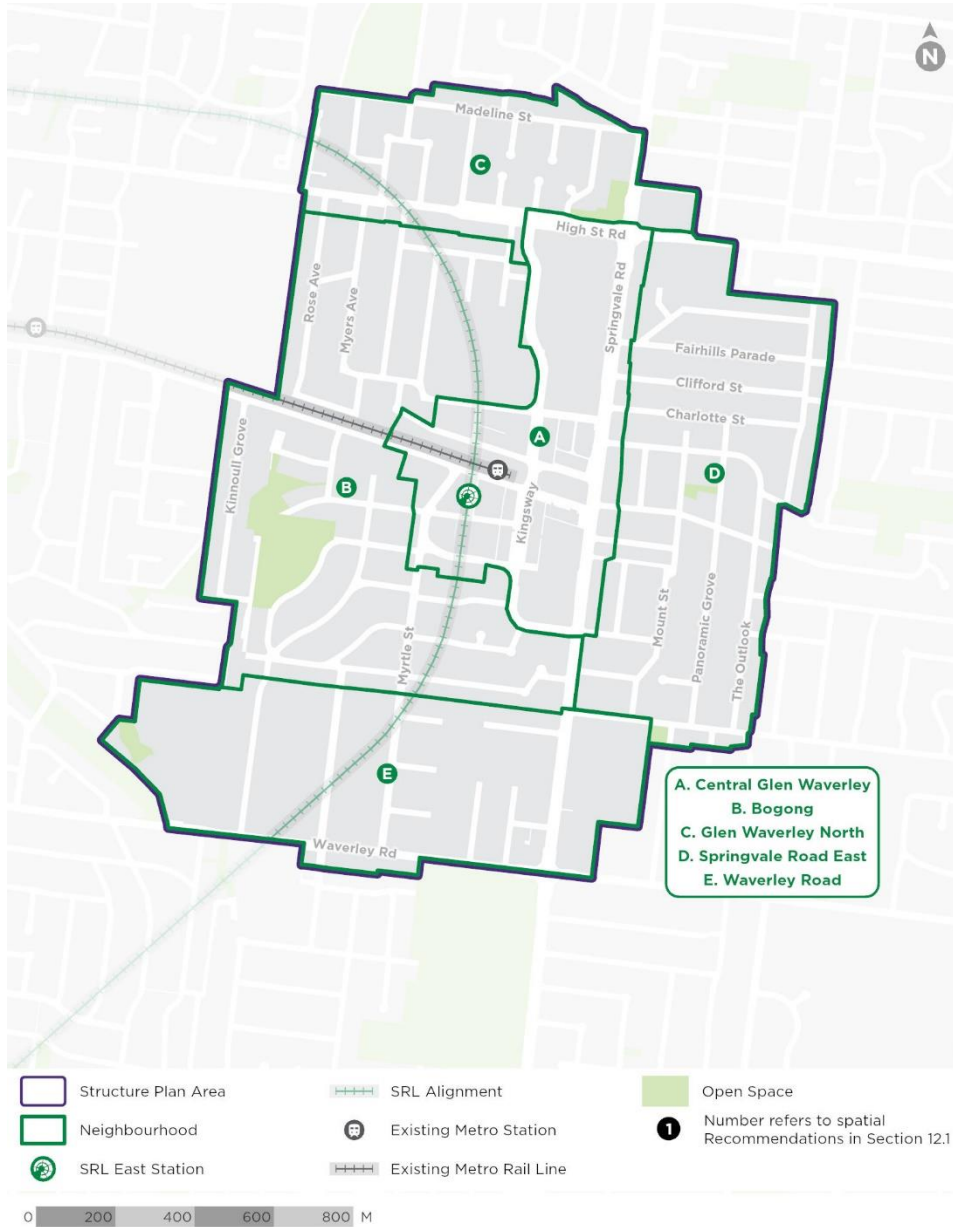 N
Madeline St
C
High St Rd
Rose Ave
Myers Ave
Springvale Rd
Fairhills Parade
Clifford St
Charlotte St
A
D
B
Kinnoull Grove
Kingsway
Mount St
Panoramic Grove
The Outlook
Myrtle St
E
Waverley Rd
A. Central Glen Waverley
B. Bogong
C. Glen Waverley North
D. Springvale Road East
E. Waverley Road
Structure Plan Area
SRL Alignment
Open Space
Neighbourhood
Existing Metro Station
1
Number refers to spatial
Recommendations in Section 12.1
SRL East Station
Existing Metro Rail Line
0 200 400 600 800 M